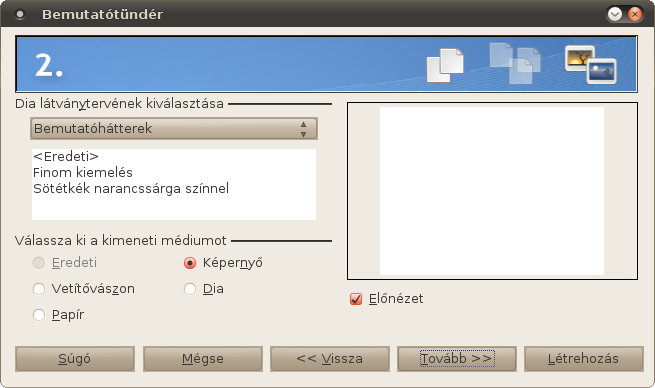 Bemutatótündér
2.
Dia látványtervének kiválasztása
Bemutatóhátterek
<Eredeti>
Finom kiemelés
Sötétkék narancssárga színnel
Válassza ki a kimeneti médiumot
Eredeti
Képernyő
Vetítővászon
Dia
Papír
Előnézet
Súgó
Mégse
<< Vissza
Tovább >>
Létrehozás